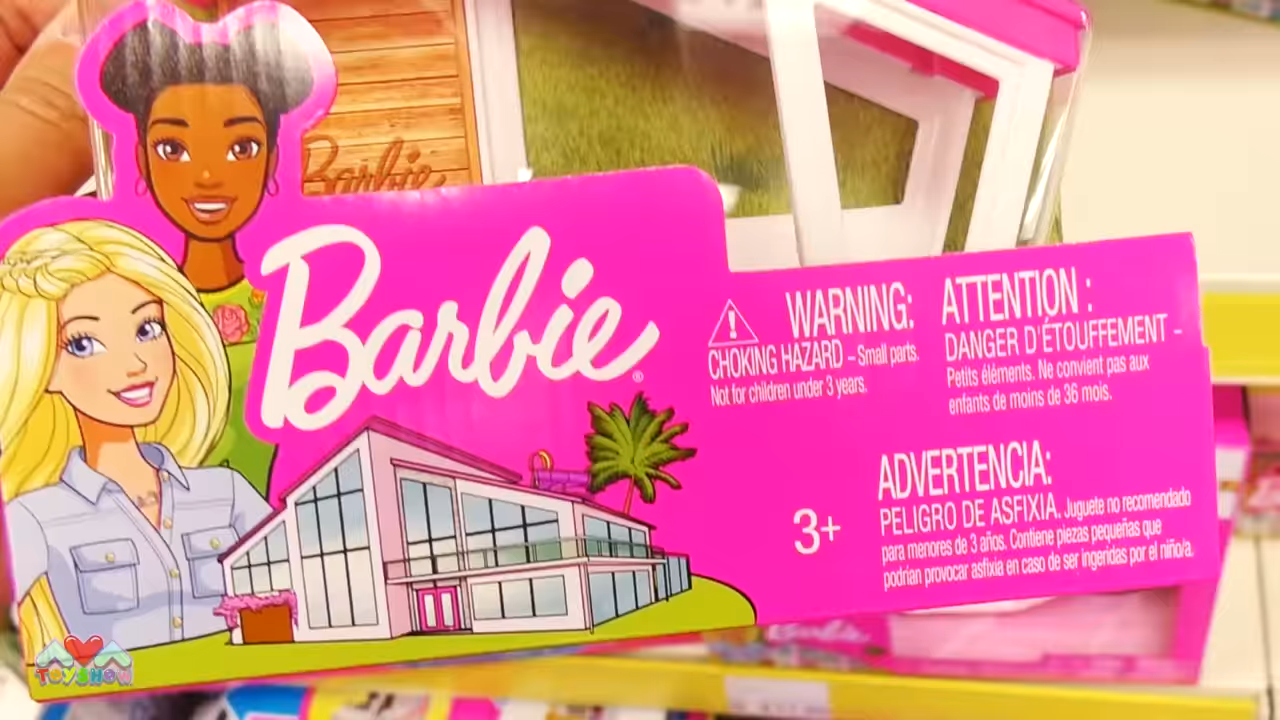 Barbie
Barbie®
WARNING:
CHOKING HAZARD – Small parts.
Not for children under 3 years.
ATTENTION :
DANGER D'ÉTOUFFEMENT –
Petits éléments. Ne convient pas aux
enfants de moins de 36 mois.
3+
ADVERTENCIA:
PELIGRO DE ASFIXIA. Juguete no recomendado
para menores de 3 años. Contiene piezas pequeñas que
podrían provocar asfixia en caso de ser ingeridas por el niño/a.
Barbie
TOYSHOW